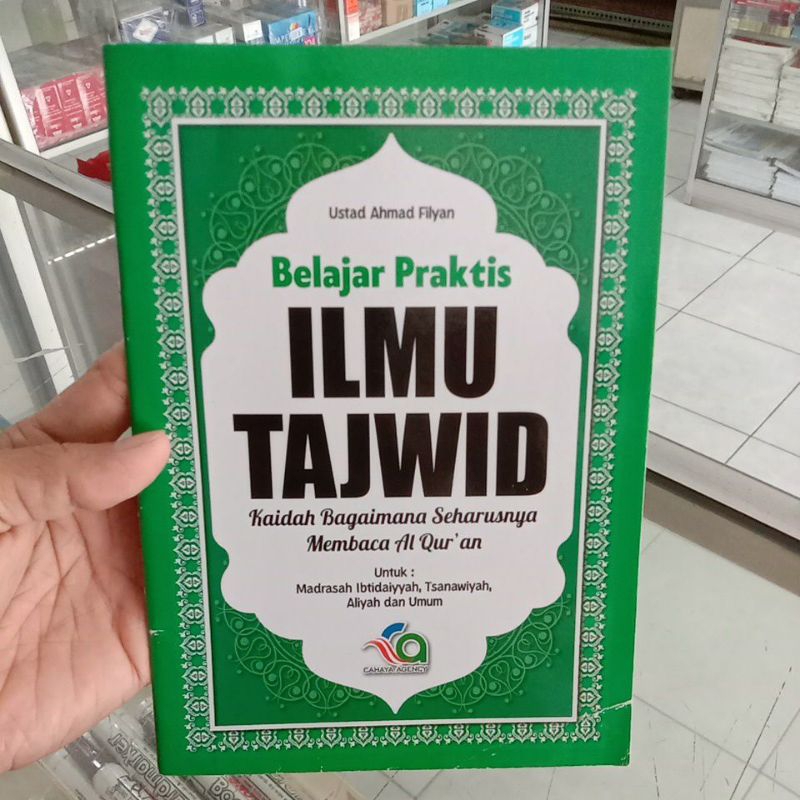 Ustad Ahmad Filyan
Belajar Praktis
ILMU
TAJWID
Kaidah Bagaimana Seharusnya
Membaca Al Qur'an
Untuk :
Madrasah Ibtidaiyyah, Tsanawiyah,
Aliyah dan Umum
CAHAYA AGENCY